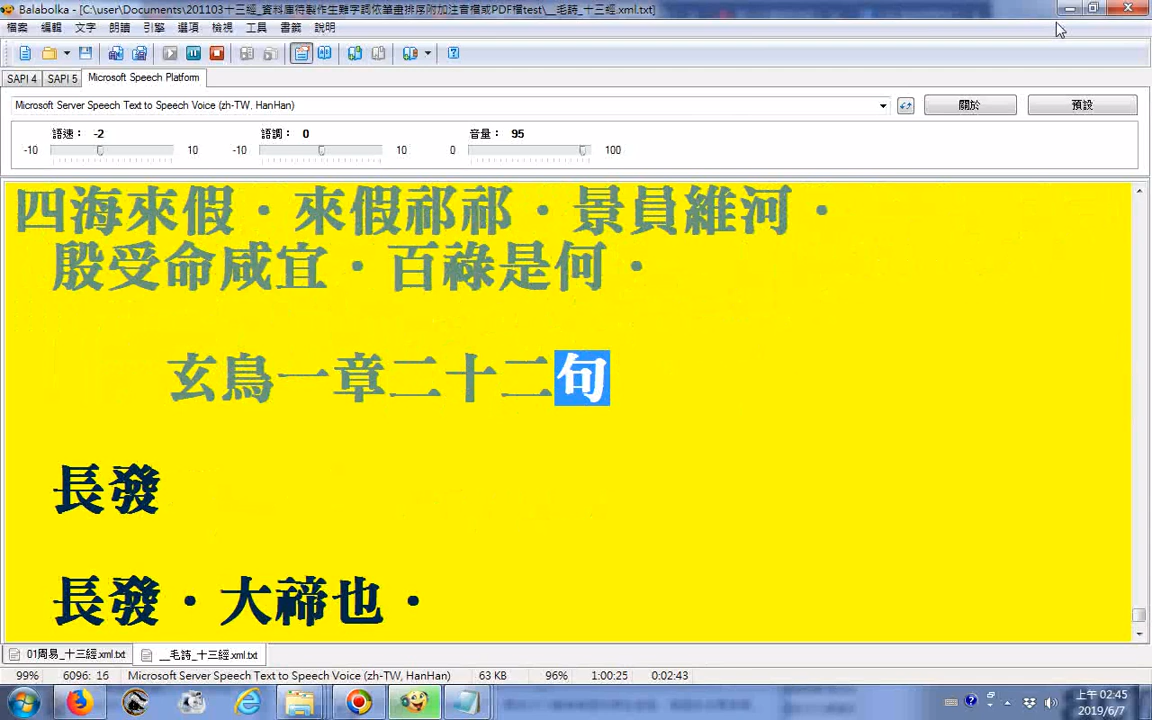 Balabolka - [C:\user\Documents\201103十三經_資料庫待製作生難字詞依筆畫排序附加注音檔或PDF檔test\__毛詩_十三經.xml.txt]
檔案 編輯 文字 朗讀 引擎 選項 檢視 工具 書籤 說明
SAPI 4 SAPI 5 Microsoft Speech Platform
Microsoft Server Speech Text to Speech Voice (zh-TW, HanHan) 關於 預設
語速： -2 語調： 0 音量： 95
-10 10 -10 10 0 100
四海來假．來假祁祁．景員維河．
殷受命咸宜．百祿是何．
玄鳥一章二十二句
長發
長發．大禘也．
01周易_十三經.xml.txt __毛詩_十三經.xml.txt
99% 6096: 16 Microsoft Server Speech Text to Speech Voice (zh-TW, HanHan) 63 KB 96% 1:00:25 0:02:43
上午 02:45
2019/6/7